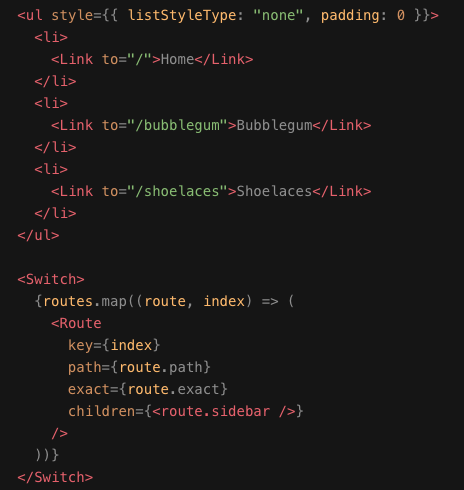 <ul style={{ listStyleType: "none", padding: 0 }}>
  <li>
    <Link to="/">Home</Link>
  </li>
  <li>
    <Link to="/bubblegum">Bubblegum</Link>
  </li>
  <li>
    <Link to="/shoelaces">Shoelaces</Link>
  </li>
</ul>

<Switch>
  {routes.map((route, index) => (
    <Route
      key={index}
      path={route.path}
      exact={route.exact}
      children={<route.sidebar />}
    />
  ))}
</Switch>